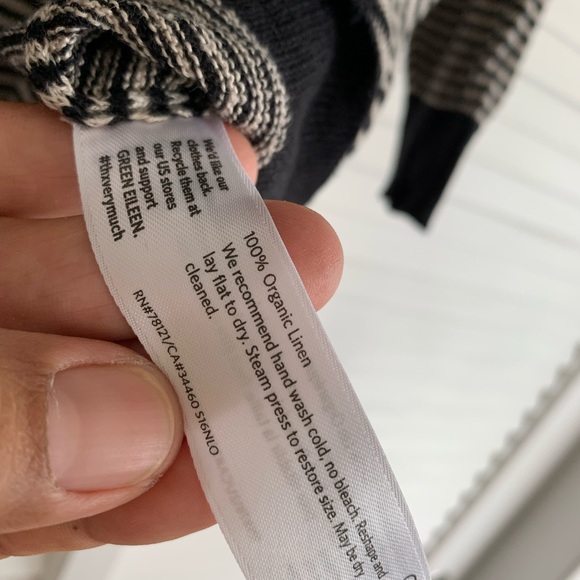 We'd like our
clothes back.
Recycle them at
our US stores
and support
GREEN EILEEN.
#thnverymuch
100% Organic Linen
We recommend hand wash cold, no bleach. Reshape and
lay flat to dry. Steam press to restore size. May be dry
cleaned.
RN#78121/CA#34460 S16NLO